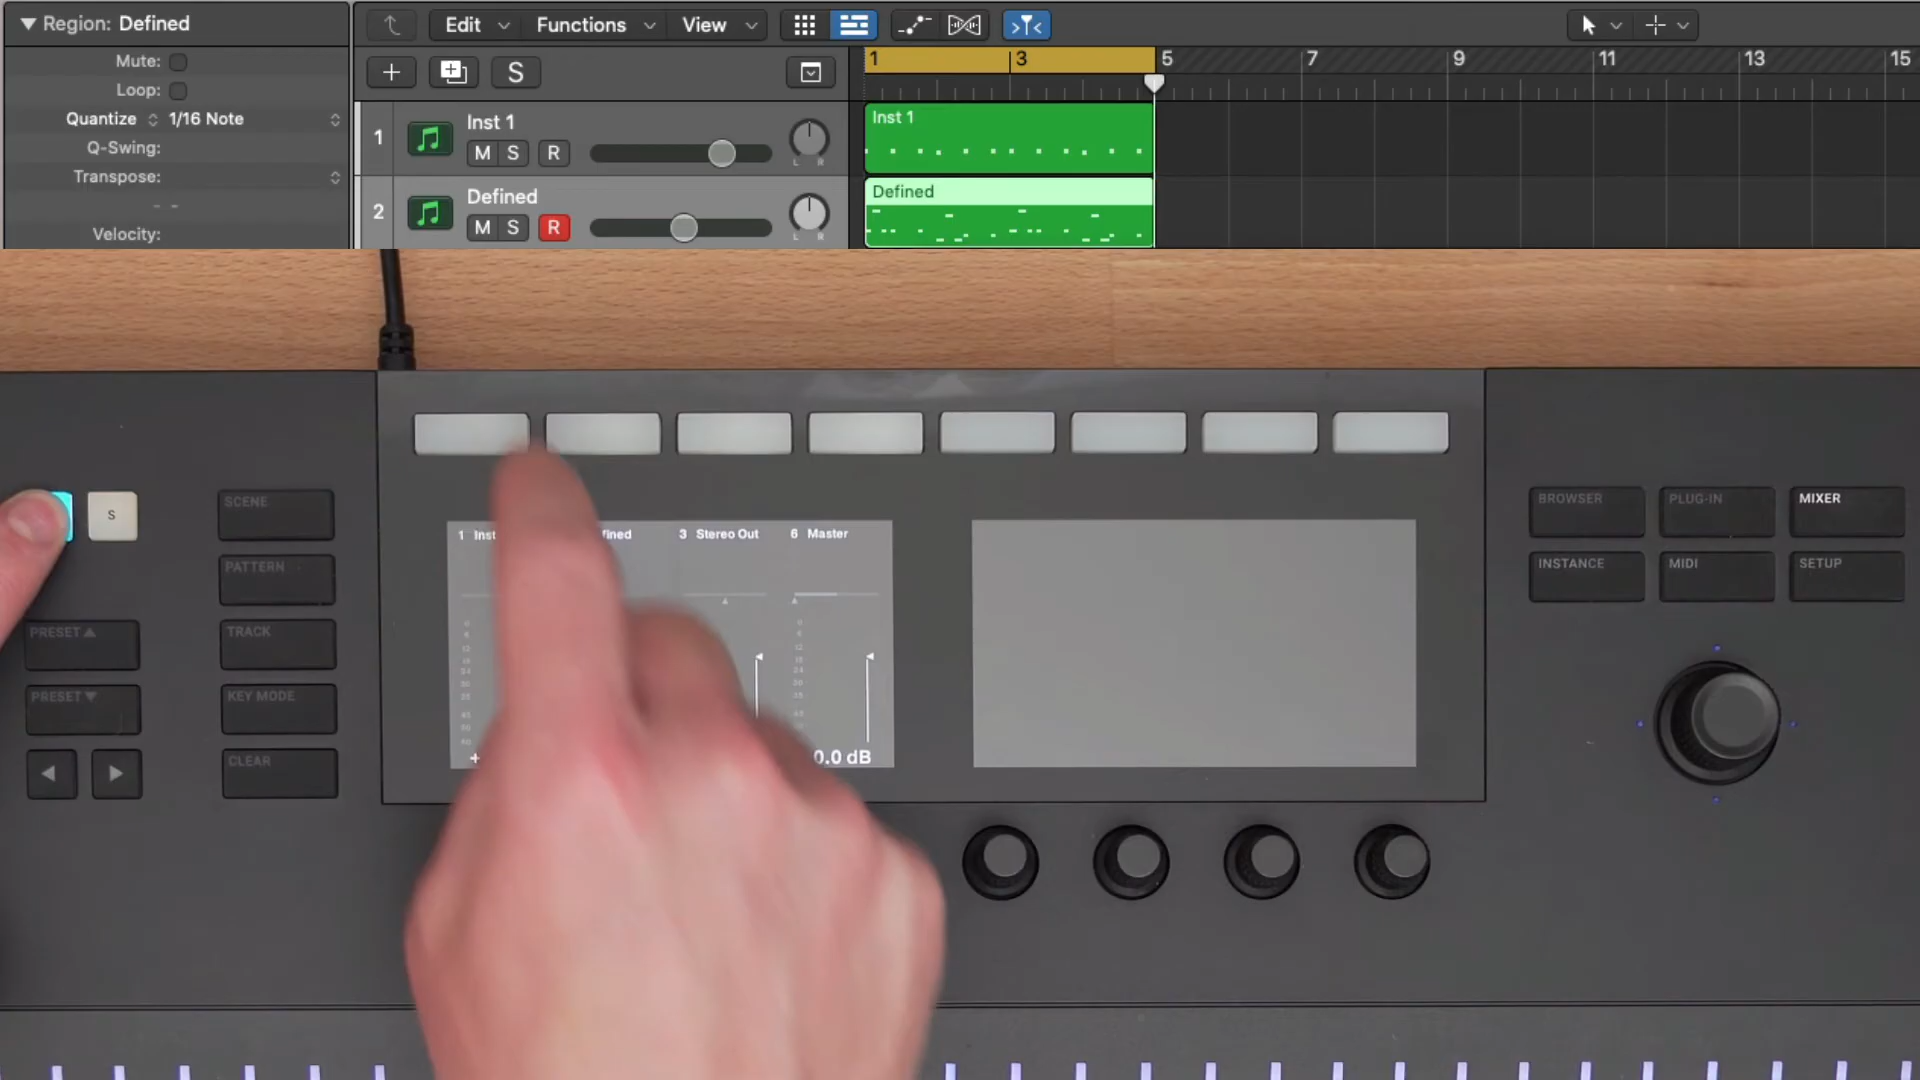 Region: Defined
Mute:
Loop:
Quantize 1/16 Note
Q-Swing:
Transpose:
- -
Velocity:
Edit Functions View
S
1 3 5 7 9 11 13 15
1 Inst 1
M S R
L R
Inst 1
2 Defined
M S R
L R
Defined
S
SCENE
PATTERN
TRACK
KEY MODE
CLEAR
PRESET
PRESET
1 Inst
fined
3 Stereo Out
6 Master
0.0 dB
BROWSER PLUG-IN MIXER
INSTANCE MIDI SETUP